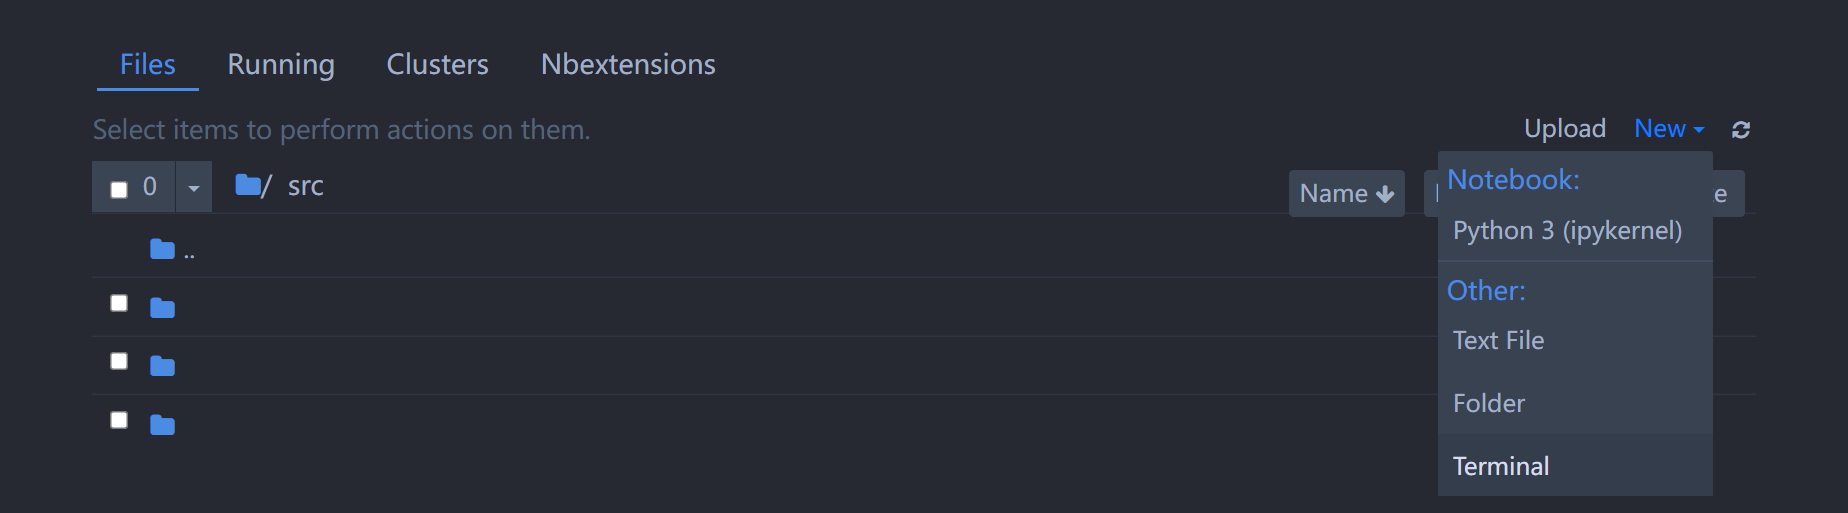 Files Running Clusters Nbextensions
Select items to perform actions on them.
Upload New
0 / src
Name
Notebook:
Python 3 (ipykernel)
Other:
Text File
Folder
Terminal
..